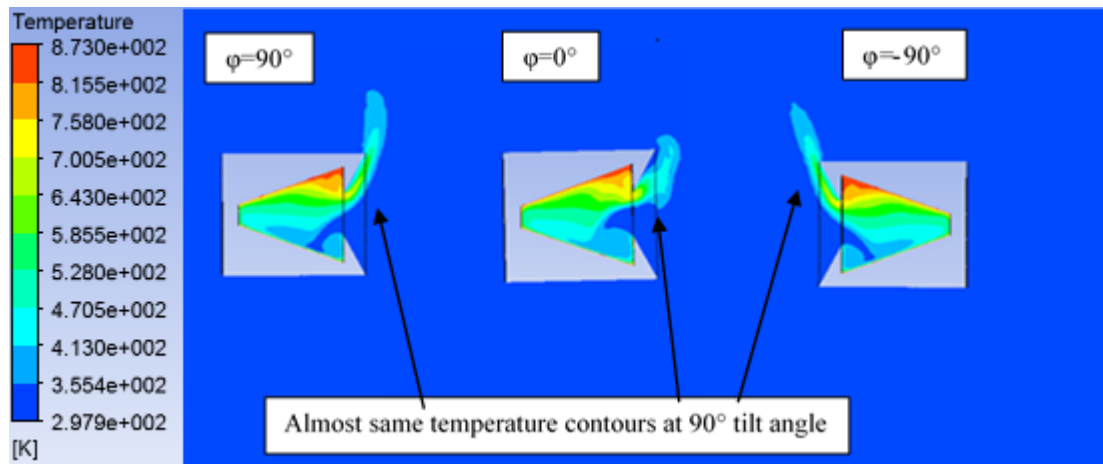 Temperature
8.730e+002
8.155e+002
7.580e+002
7.005e+002
6.430e+002
5.855e+002
5.280e+002
4.705e+002
4.130e+002
3.554e+002
2.979e+002
[K]
φ=90°
φ=0°
φ=-90°
Almost same temperature contours at 90° tilt angle